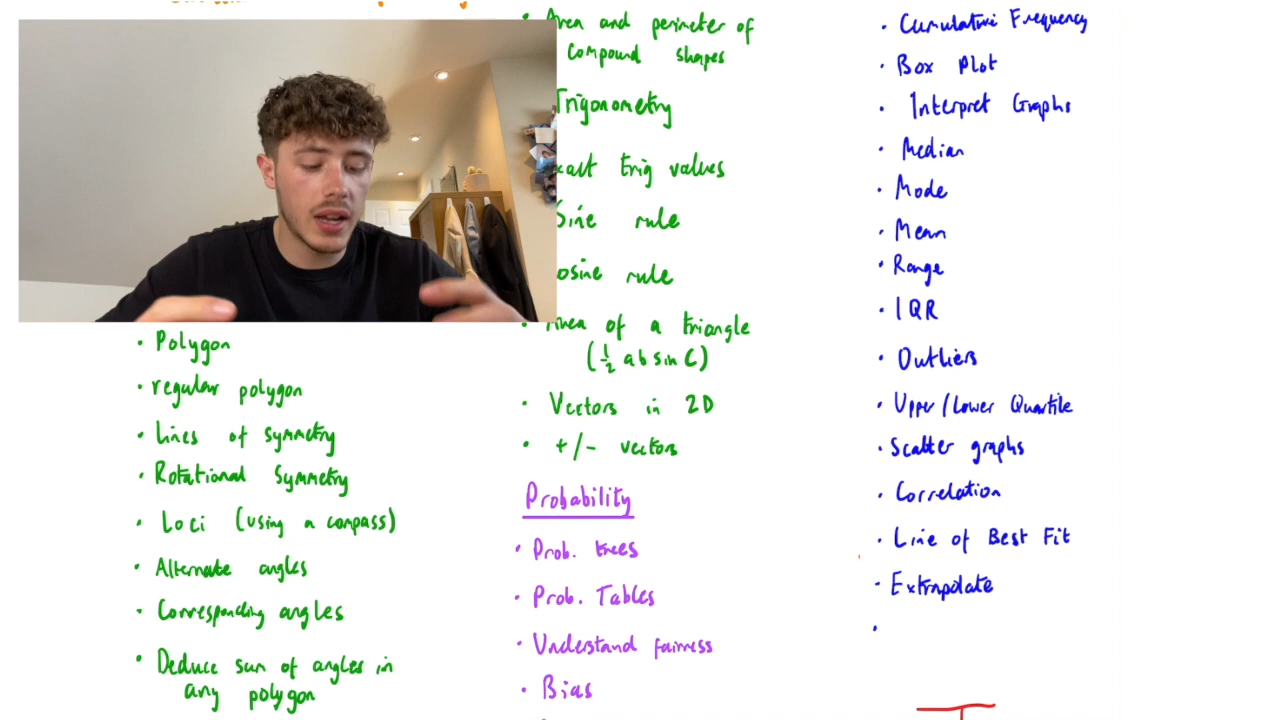 • Polygon
• regular polygon
• Lines of symmetry
• Rotational Symmetry
• Loci (using a compass)
• Alternate angles
• Corresponding angles
• Deduce sum of angles in
any polygon
• Area and perimeter of
compound shapes
Trigonometry
xact trig values
Sine rule
osine rule
• Area of a triangle
(½ ab sin C)
• Vectors in 2D
• +/- vectors
Probability
• Prob. trees
• Prob. Tables
• Understand fairness
• Bias
• Cumulative Frequency
• Box Plot
• Interpret Graphs
• Median
• Mode
• Mean
• Range
• IQR
• Outliers
• Upper/Lower Quartile
• Scatter graphs
• Correlation
• Line of Best Fit
• Extrapolate
•